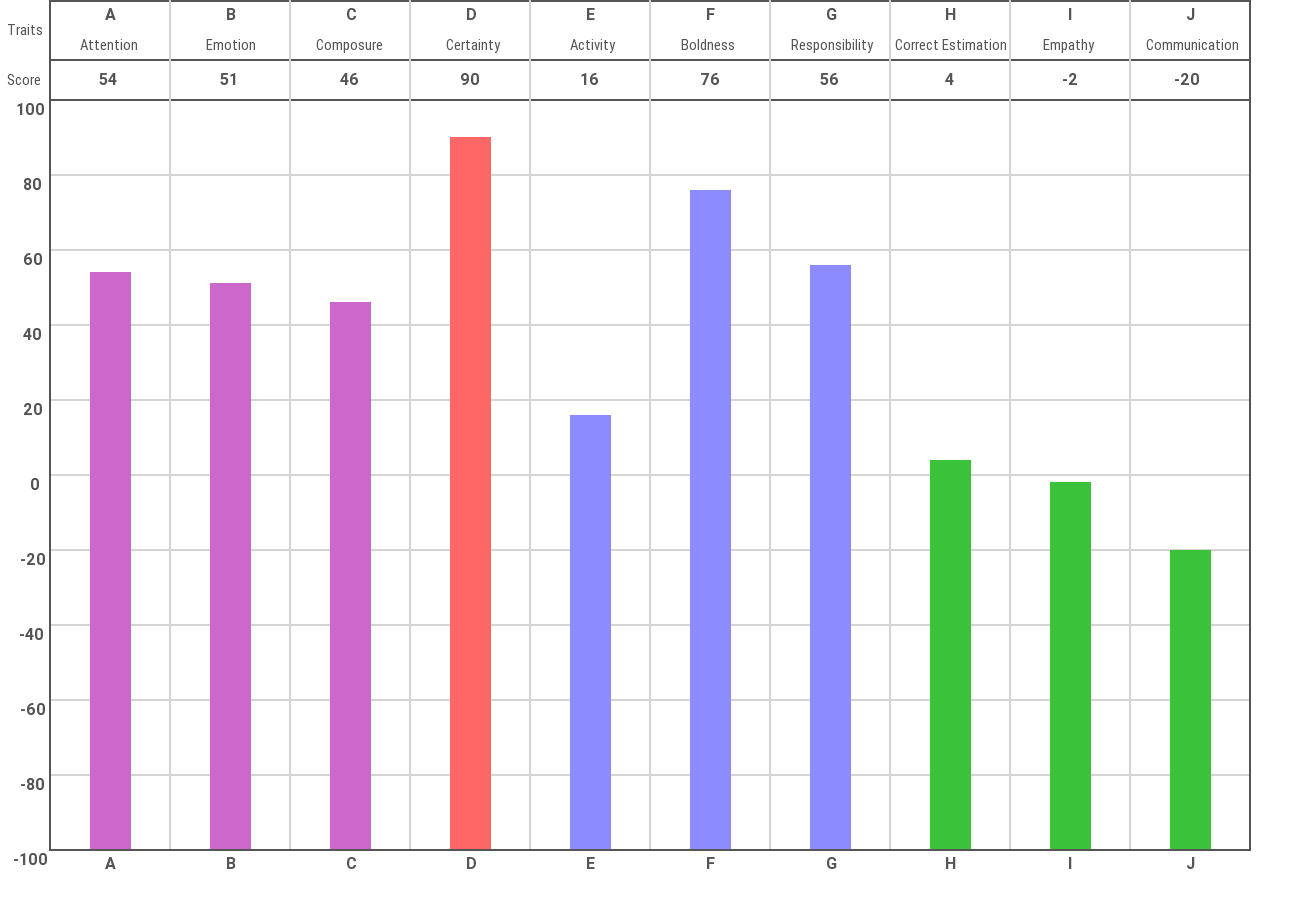 A B C D E F G H I J
Traits
Attention Emotion Composure Certainty Activity Boldness Responsibility Correct Estimation Empathy Communication
Score 54 51 46 90 16 76 56 4 -2 -20
100
80
60
40
20
0
-20
-40
-60
-80
-100
A B C D E F G H I J